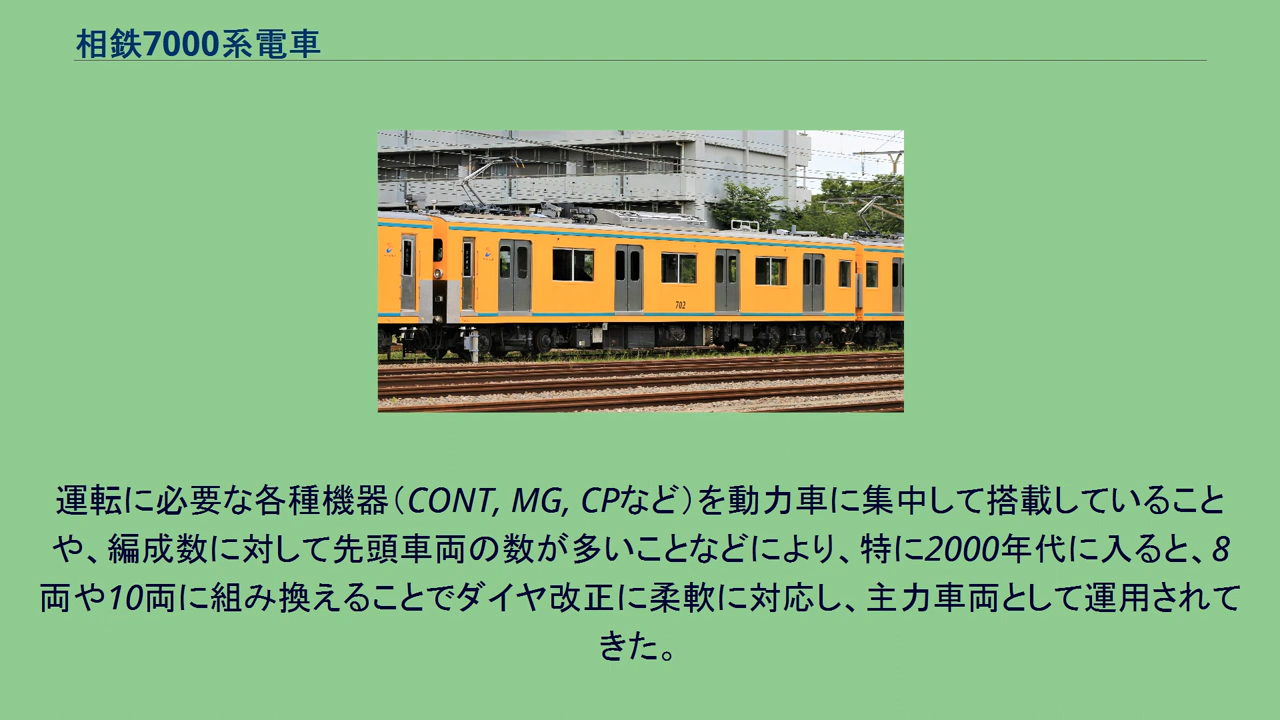 相鉄7000系電車
702
運転に必要な各種機器（CONT, MG, CPなど）を動力車に集中して搭載していること
や、編成数に対して先頭車両の数が多いことなどにより、特に2000年代に入ると、8
両や10両に組み換えることでダイヤ改正に柔軟に対応し、主力車両として運用されて
きた。